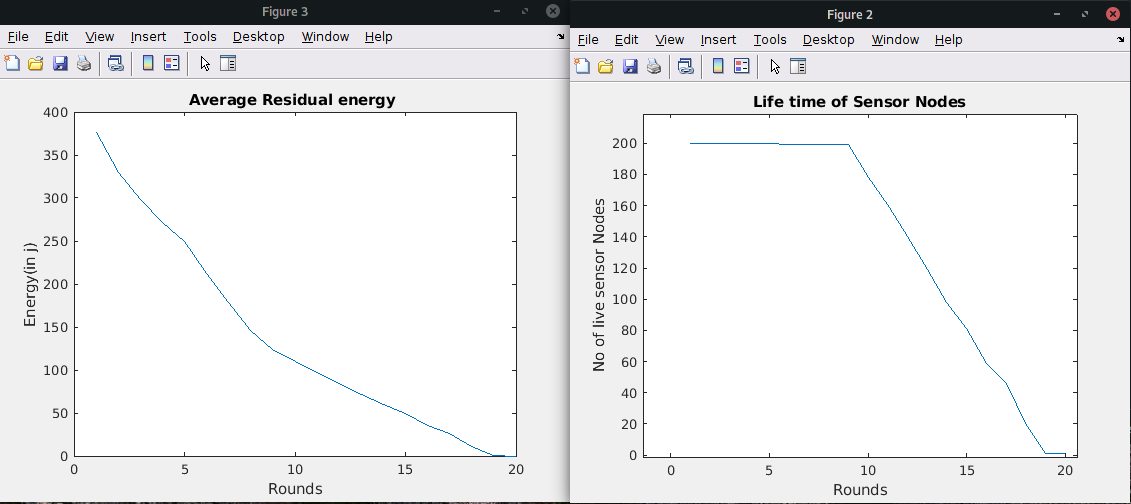 Figure 3
File Edit View Insert Tools Desktop Window Help
Average Residual energy
400
350
300
250
200
150
100
50
0
Energy(in j)
0 5 10 15 20
Rounds
Figure 2
File Edit View Insert Tools Desktop Window Help
Life time of Sensor Nodes
200
180
160
140
120
100
80
60
40
20
0
No of live sensor Nodes
0 5 10 15 20
Rounds